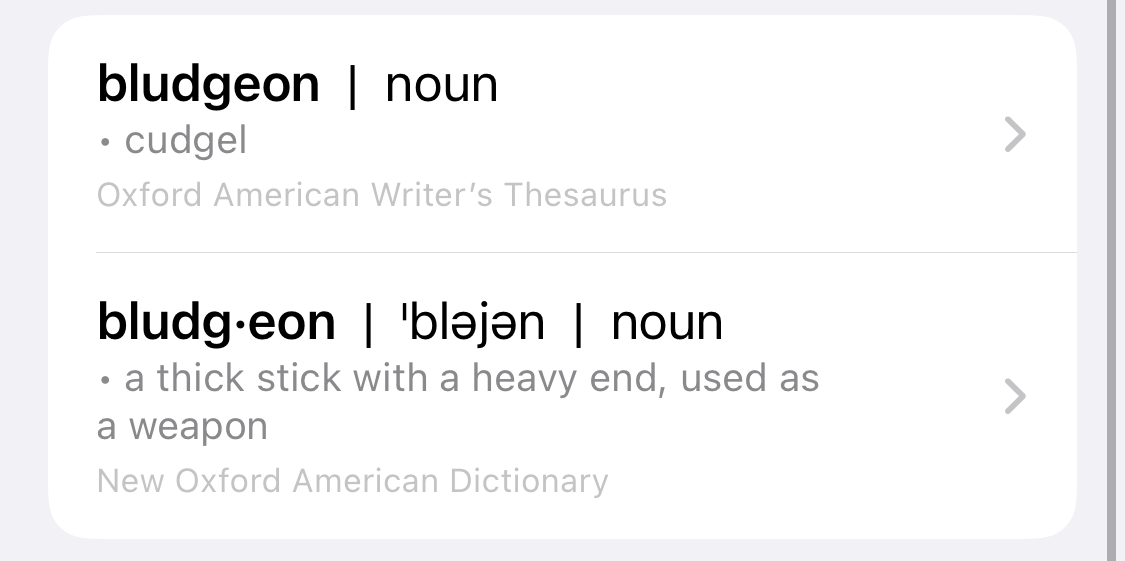 bludgeon | noun
• cudgel
Oxford American Writer’s Thesaurus
bludg·eon | ˈbləjən | noun
• a thick stick with a heavy end, used as
a weapon
New Oxford American Dictionary